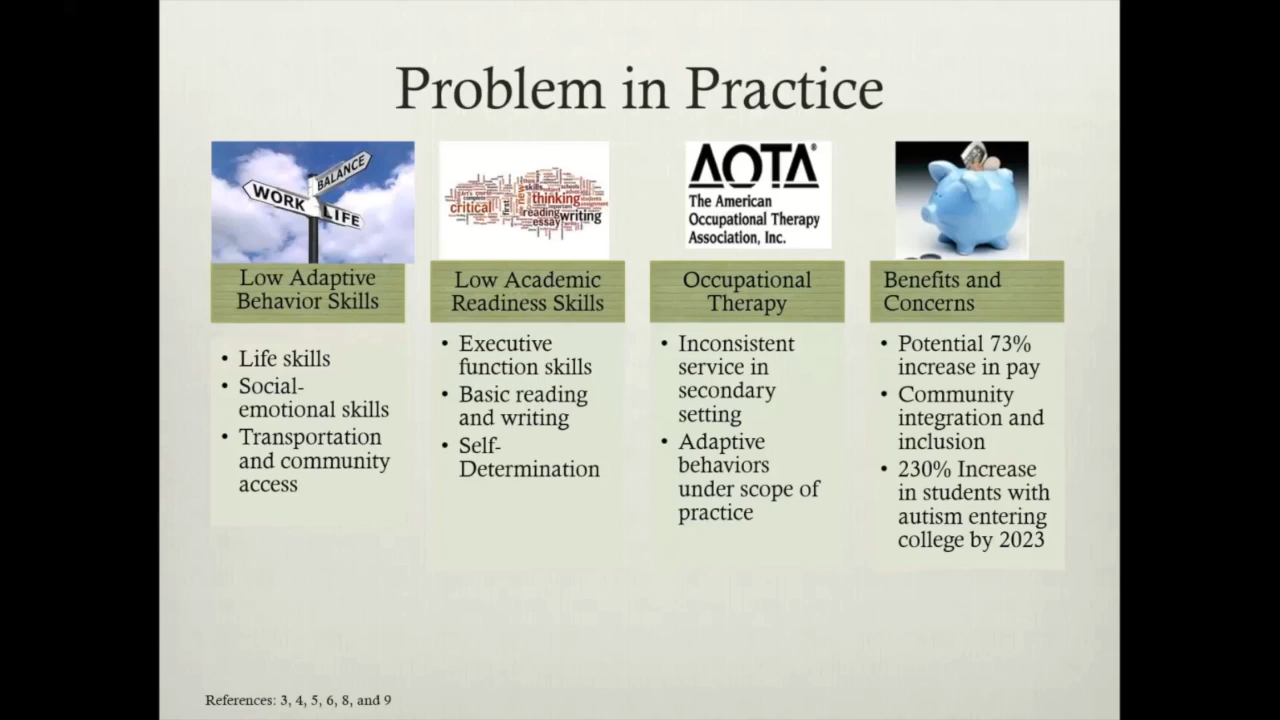 Problem in Practice
BALANCE
WORK
LIFE
critical
new
skills
thinking
reading
writing
essay
AOTA®
The American
Occupational Therapy
Association, Inc.
Low Adaptive
Behavior Skills
• Life skills
• Social-
emotional skills
• Transportation
and community
access
Low Academic
Readiness Skills
• Executive
function skills
• Basic reading
and writing
• Self-
Determination
Occupational
Therapy
• Inconsistent
service in
secondary
setting
• Adaptive
behaviors
under scope of
practice
Benefits and
Concerns
• Potential 73%
increase in pay
• Community
integration and
inclusion
• 230% Increase
in students with
autism entering
college by 2023
References: 3, 4, 5, 6, 8, and 9